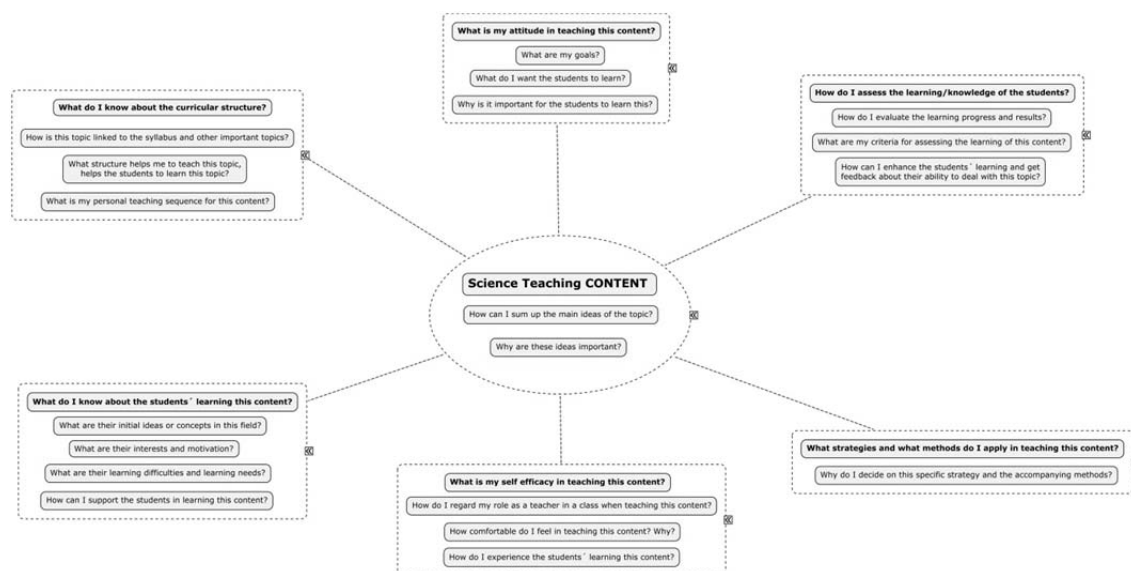 What is my attitude in teaching this content?
What are my goals?
What do I want the students to learn?
Why is it important for the students to learn this?
What do I know about the curricular structure?
How is this topic linked to the syllabus and other important topics?
What structure helps me to teach this topic,
helps the students to learn this topic?
What is my personal teaching sequence for this content?
How do I assess the learning/knowledge of the students?
How do I evaluate the learning progress and results?
What are my criteria for assessing the learning of this content?
How can I enhance the students´ learning and get
feedback about their ability to deal with this topic?
Science Teaching CONTENT
How can I sum up the main ideas of the topic?
Why are these ideas important?
What do I know about the students´ learning this content?
What are their initial ideas or concepts in this field?
What are their interests and motivation?
What are their learning difficulties and learning needs?
How can I support the students in learning this content?
What is my self efficacy in teaching this content?
How do I regard my role as a teacher in a class when teaching this content?
How comfortable do I feel in teaching this content? Why?
How do I experience the students´ learning this content?
What strategies and what methods do I apply in teaching this content?
Why do I decide on this specific strategy and the accompanying methods?